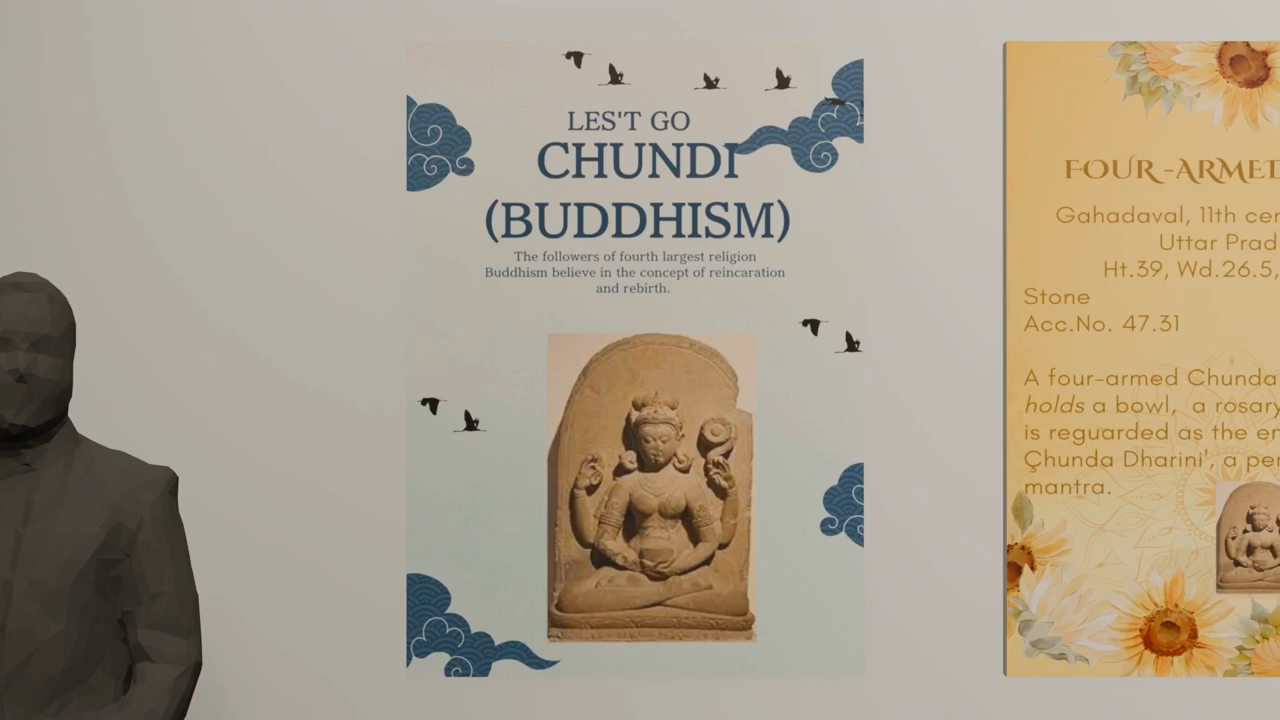 LES'T GO
CHUNDI
(BUDDHISM)
The followers of fourth largest religion
Buddhism believe in the concept of reincaration
and rebirth.
FOUR-ARMED
Gahadaval, 11th cen
Uttar Prad
Ht.39, Wd.26.5,
Stone
Acc.No. 47.31
A four-armed Chunda
holds a bowl, a rosary
is reguarded as the em
Çhunda Dharini', a per
mantra.